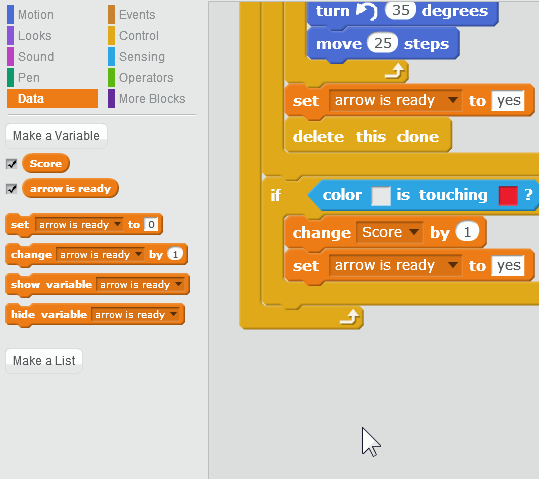 Motion
Looks
Sound
Pen
Data
Events
Control
Sensing
Operators
More Blocks
Make a Variable
Score
arrow is ready
set arrow is ready to 0
change arrow is ready by 1
show variable arrow is ready
hide variable arrow is ready
Make a List
turn 35 degrees
move 25 steps
set arrow is ready to yes
delete this clone
if color is touching ?
change Score by 1
set arrow is ready to yes